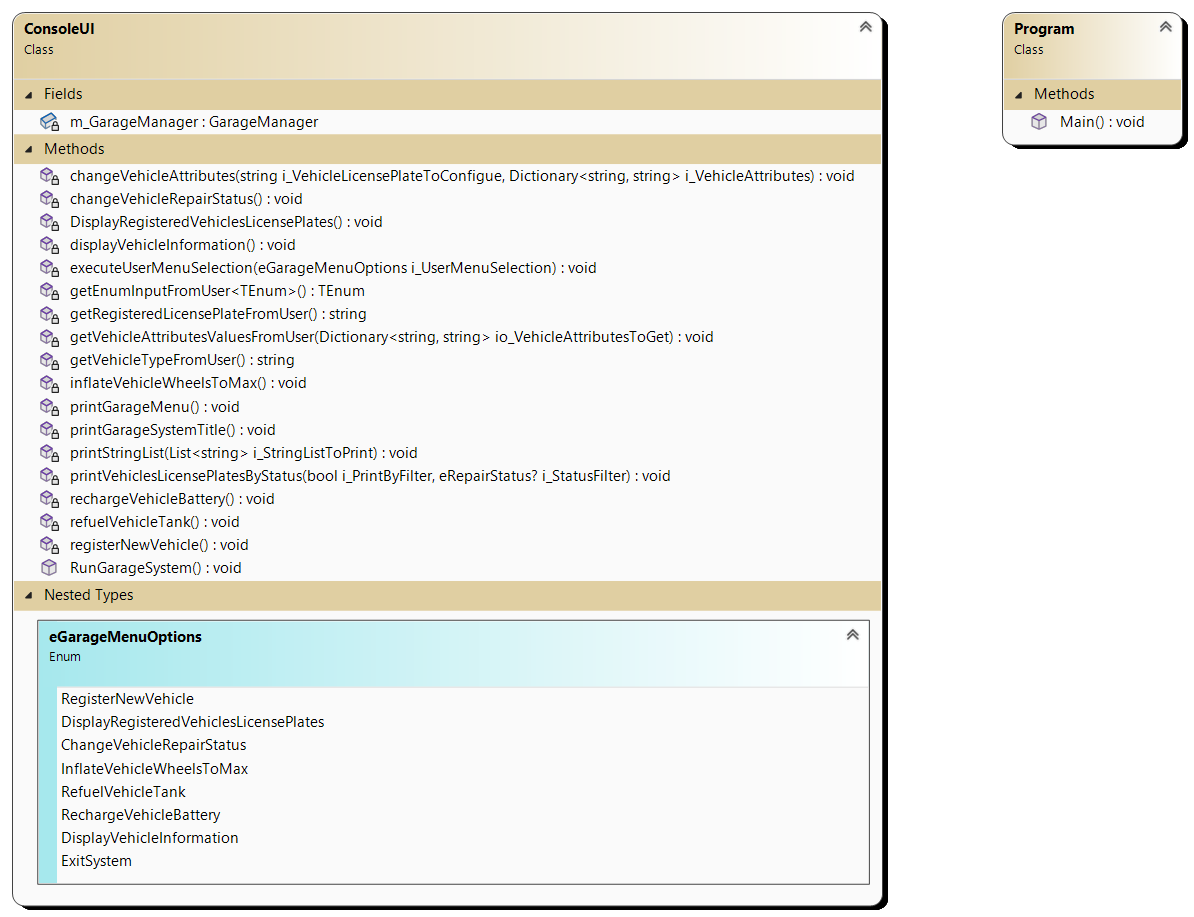 ConsoleUI
Class
Fields
m_GarageManager : GarageManager
Methods
changeVehicleAttributes(string i_VehicleLicensePlateToConfigue, Dictionary<string, string> i_VehicleAttributes) : void
changeVehicleRepairStatus() : void
DisplayRegisteredVehiclesLicensePlates() : void
displayVehicleInformation() : void
executeUserMenuSelection(eGarageMenuOptions i_UserMenuSelection) : void
getEnumInputFromUser<TEnum>() : TEnum
getRegisteredLicensePlateFromUser() : string
getVehicleAttributesValuesFromUser(Dictionary<string, string> io_VehicleAttributesToGet) : void
getVehicleTypeFromUser() : string
inflateVehicleWheelsToMax() : void
printGarageMenu() : void
printGarageSystemTitle() : void
printStringList(List<string> i_StringListToPrint) : void
printVehiclesLicensePlatesByStatus(bool i_PrintByFilter, eRepairStatus? i_StatusFilter) : void
rechargeVehicleBattery() : void
refuelVehicleTank() : void
registerNewVehicle() : void
RunGarageSystem() : void
Nested Types
eGarageMenuOptions
Enum
RegisterNewVehicle
DisplayRegisteredVehiclesLicensePlates
ChangeVehicleRepairStatus
InflateVehicleWheelsToMax
RefuelVehicleTank
RechargeVehicleBattery
DisplayVehicleInformation
ExitSystem
Program
Class
Methods
Main() : void